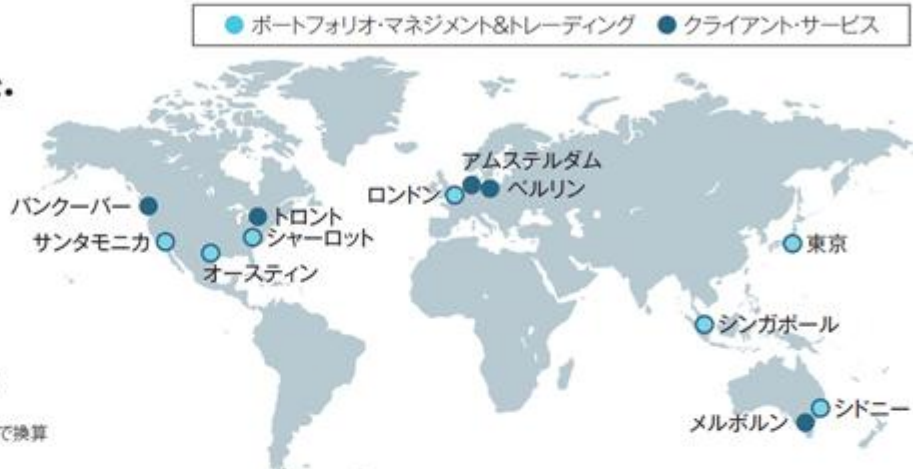 ポートフォリオ・マネジメント&トレーディング クライアント・サービス
アムステルダム
ロンドン
ベルリン
バンクーバー
トロント
サンタモニカ
シャーロット
オースティン
東京
シンガポール
シドニー
メルボルン
で換算